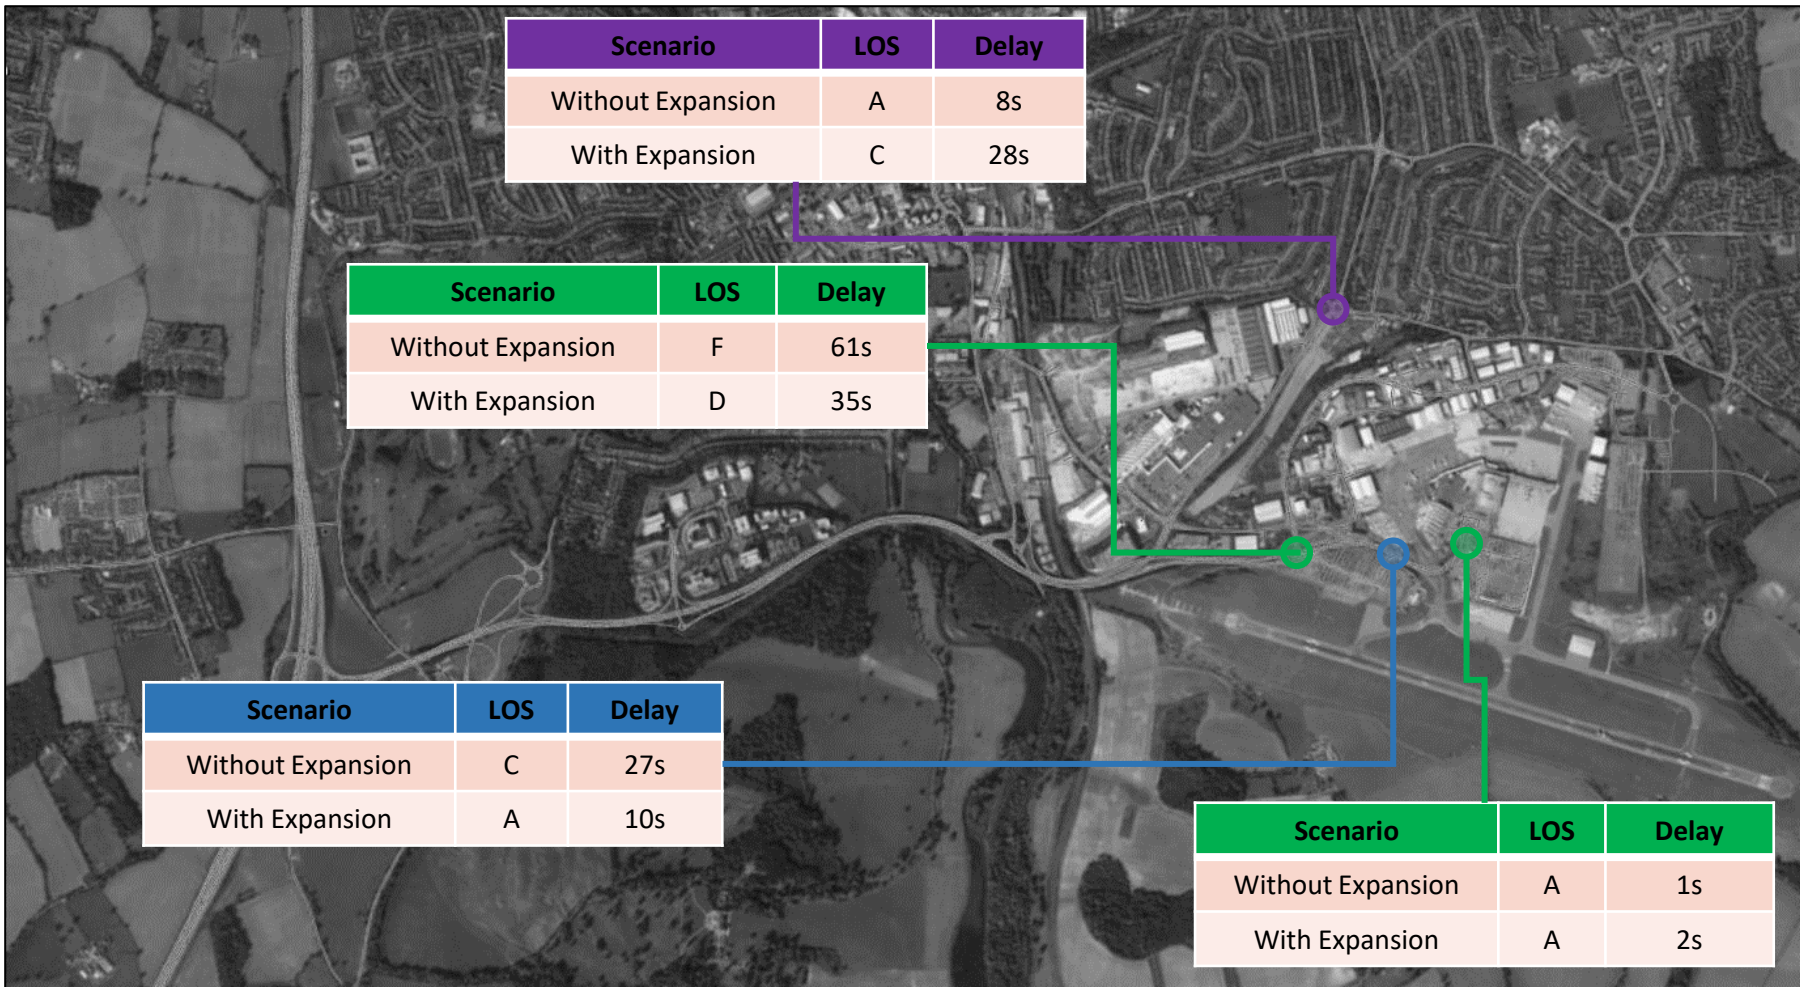 Scenario LOS Delay
Without Expansion A 8s
With Expansion C 28s
Scenario LOS Delay
Without Expansion F 61s
With Expansion D 35s
Scenario LOS Delay
Without Expansion C 27s
With Expansion A 10s
Scenario LOS Delay
Without Expansion A 1s
With Expansion A 2s